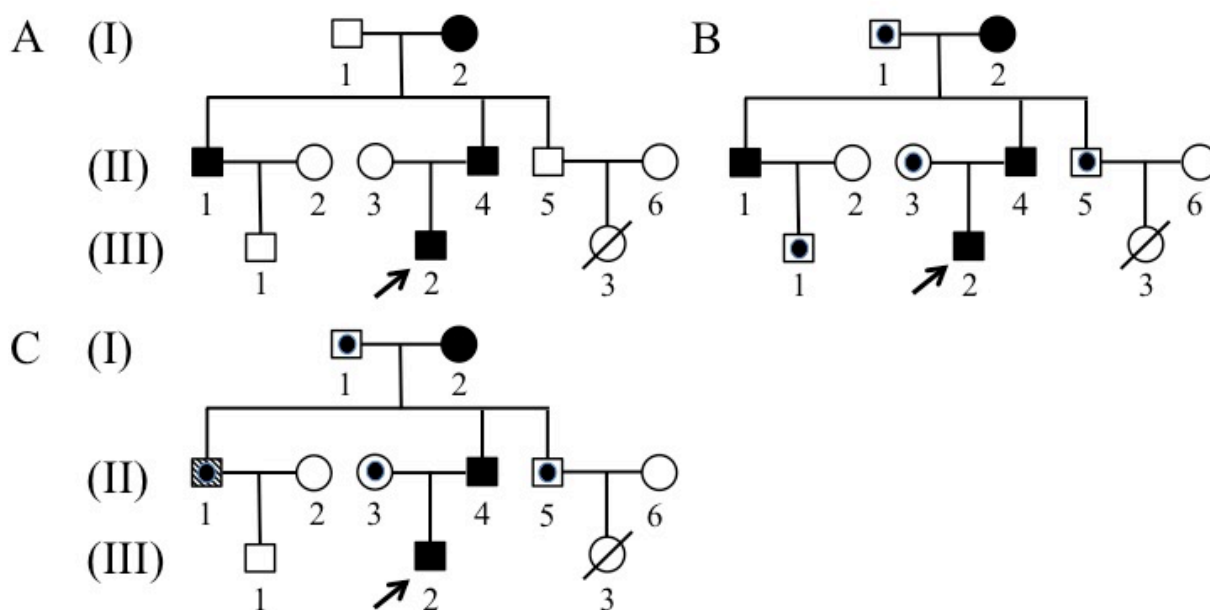 A (I) B
1 2 1 2
(II)
1 2 3 4 5 6 1 2 3 4 5 6
(III)
1 2 3 1 2 3
C (I)
1 2
(II)
1 2 3 4 5 6
(III)
1 2 3